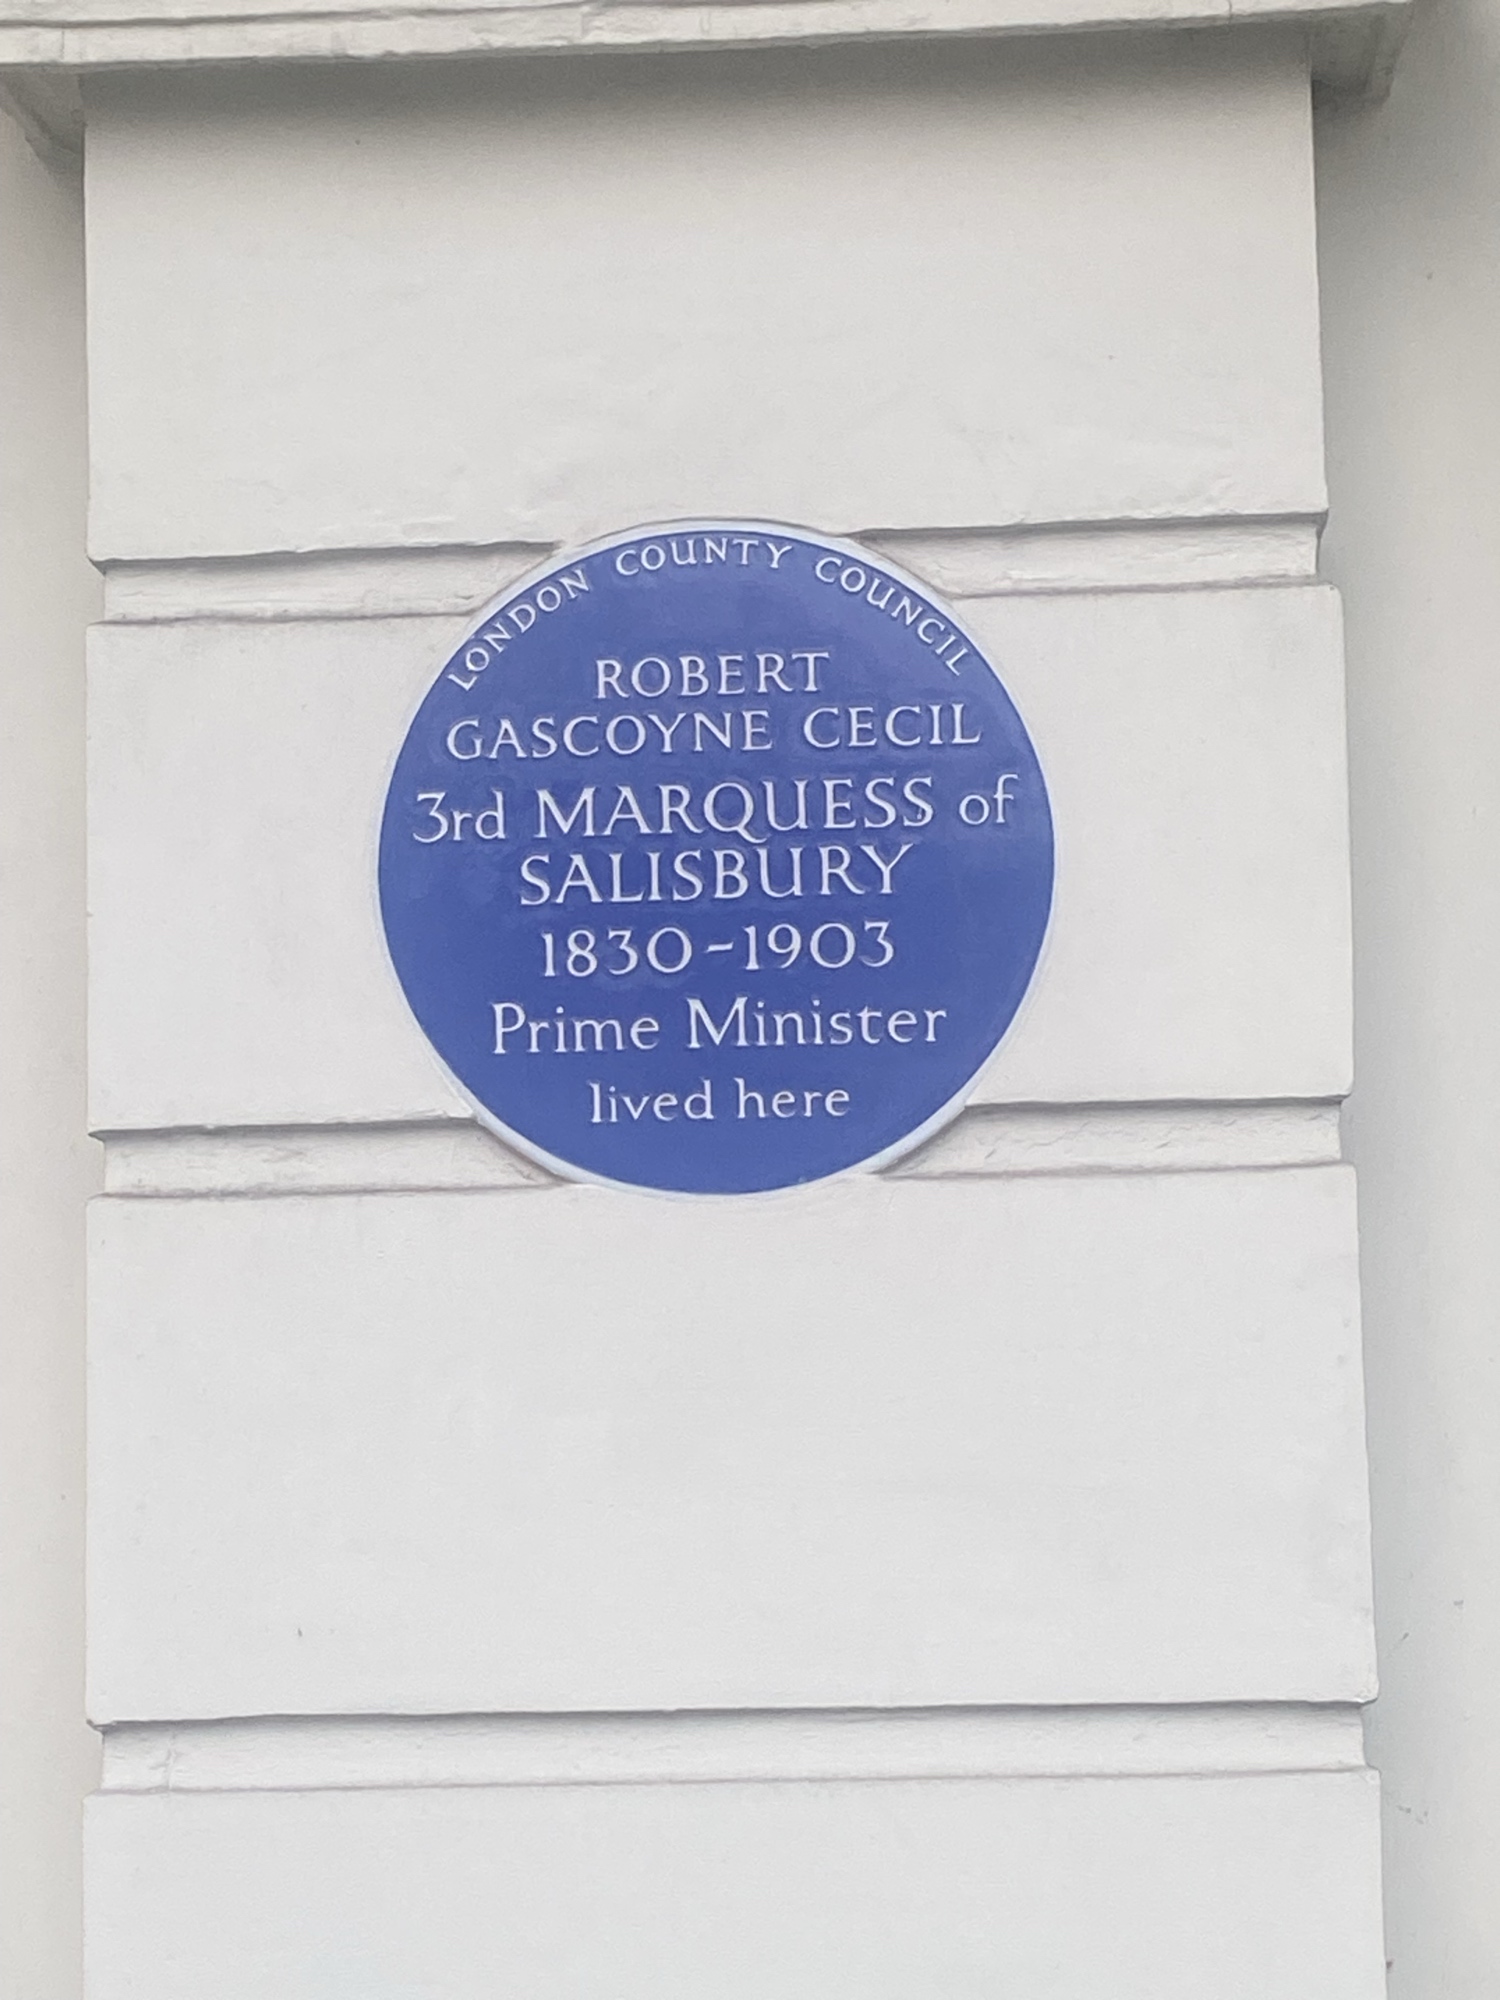 LONDON COUNTY COUNCIL
ROBERT
GASCOYNE CECIL
3rd MARQUESS of
SALISBURY
1830-1903
Prime Minister
lived here